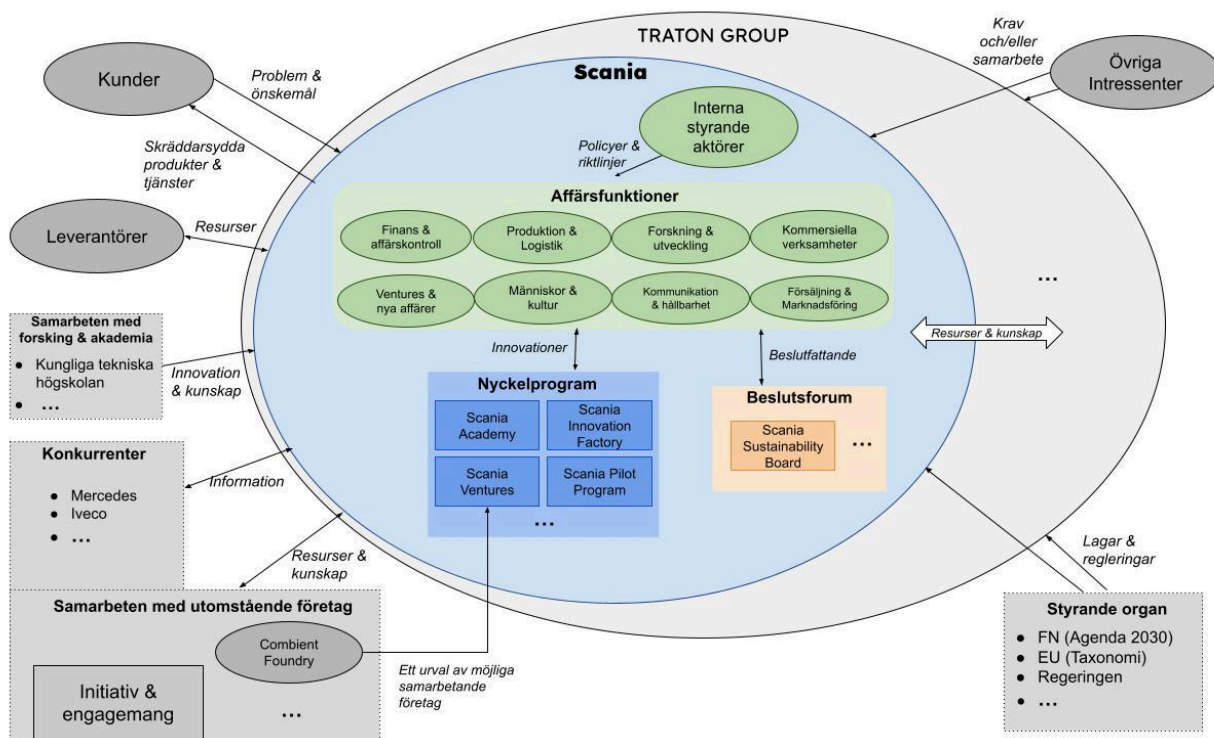 TRATON GROUP
Scania
Kunder
Problem &
önskemål
Skräddarsydda
produkter &
tjänster
Krav
och/eller
samarbete
Övriga
Intressenter
Interna
styrande
aktörer
Policyer &
riktlinjer
Affärsfunktioner
Finans &
affärskontroll
Produktion &
Logistik
Forskning &
utveckling
Kommersiella
verksamheter
Ventures &
nya affärer
Människor &
kultur
Kommunikation
& hållbarhet
Försäljning &
Marknadsföring
Leverantörer
Resurser
...
Resurser & kunskap
Samarbeten med
forsking & akademia
● Kungliga tekniska
högskolan
● ...
Innovation
& kunskap
Innovationer
Beslutfattande
Nyckelprogram
Scania
Academy
Scania
Innovation
Factory
Scania
Ventures
Scania Pilot
Program
...
Beslutsforum
Scania
Sustainability
Board
...
Konkurrenter
● Mercedes
● Iveco
● ...
Information
Resurser &
kunskap
Samarbeten med utomstående företag
Combient
Foundry
Initiativ &
engagemang
...
Ett urval av möjliga
samarbetande
företag
Lagar &
regleringar
Styrande organ
● FN (Agenda 2030)
● EU (Taxonomi)
● Regeringen
● ...